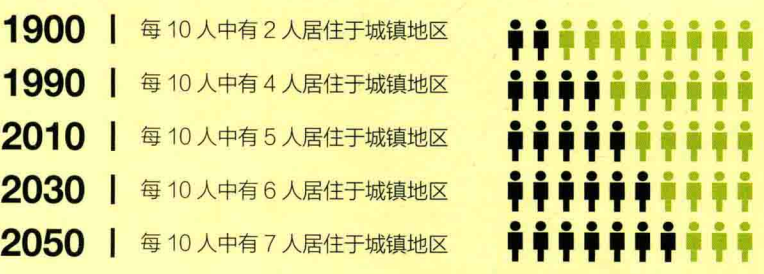 1900 | 每 10 人中有 2 人居住于城镇地区
1990 | 每 10 人中有 4 人居住于城镇地区
2010 | 每 10 人中有 5 人居住于城镇地区
2030 | 每 10 人中有 6 人居住于城镇地区
2050 | 每 10 人中有 7 人居住于城镇地区